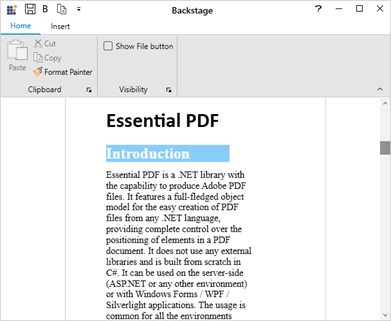 B
Backstage
?
Home Insert
Paste
Cut
Copy
Format Painter
Clipboard
Show File button
Visibility
Essential PDF
Introduction
Essential PDF is a .NET library with
the capability to produce Adobe PDF
files. It features a full-fledged object
model for the easy creation of PDF
files from any .NET language,
providing complete control over the
positioning of elements in a PDF
document. It does not use any external
libraries and is built from scratch in
C#. It can be used on the server-side
(ASP.NET or any other environment)
or with Windows Forms / WPF /
Silverlight applications. The usage is
common for all the environments